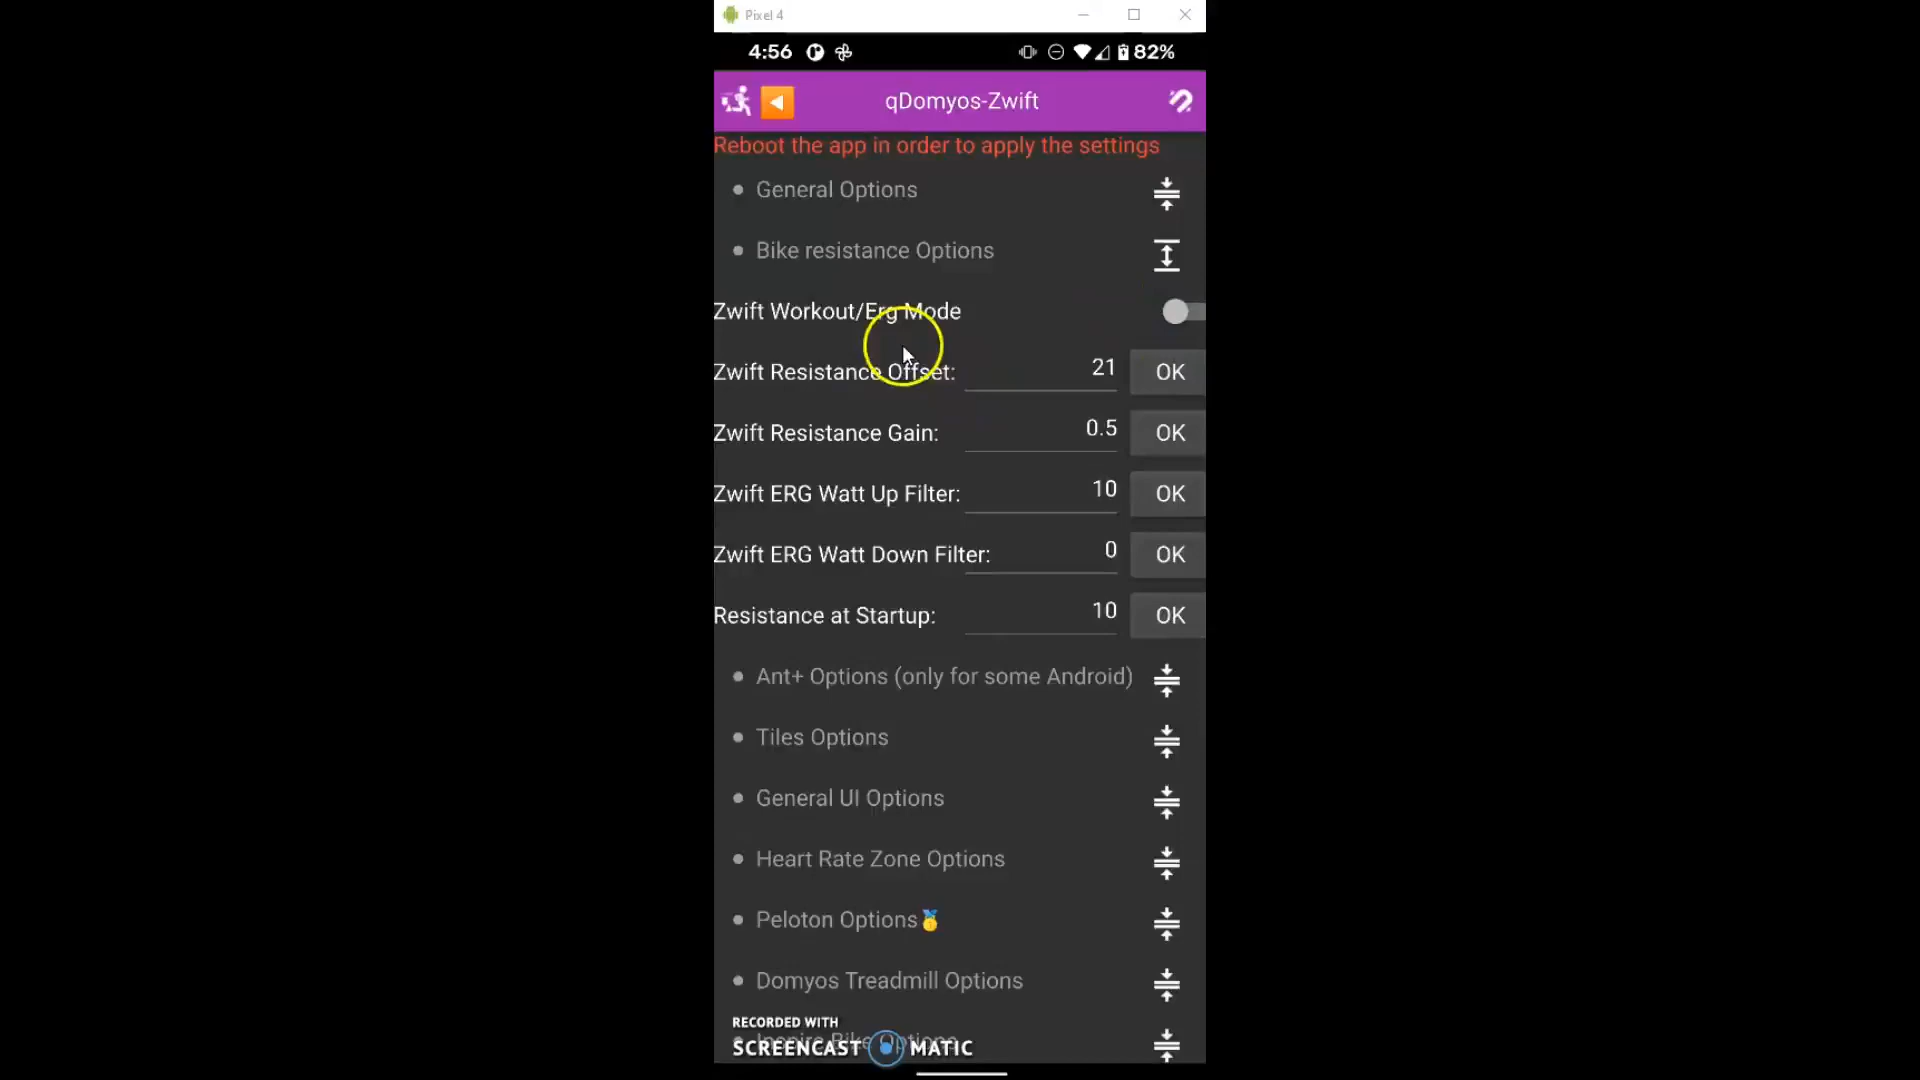 Pixel 4
4:56
82%
qDomyos-Zwift
Reboot the app in order to apply the settings
General Options
Bike resistance Options
Zwift Workout/Erg Mode
Zwift Resistance Offset: 21 OK
Zwift Resistance Gain: 0.5 OK
Zwift ERG Watt Up Filter: 10 OK
Zwift ERG Watt Down Filter: 0 OK
Resistance at Startup: 10 OK
Ant+ Options (only for some Android)
Tiles Options
General UI Options
Heart Rate Zone Options
Peloton Options🥇
Domyos Treadmill Options
RECORDED WITH
Inspire Bike Options
SCREENCAST MATIC